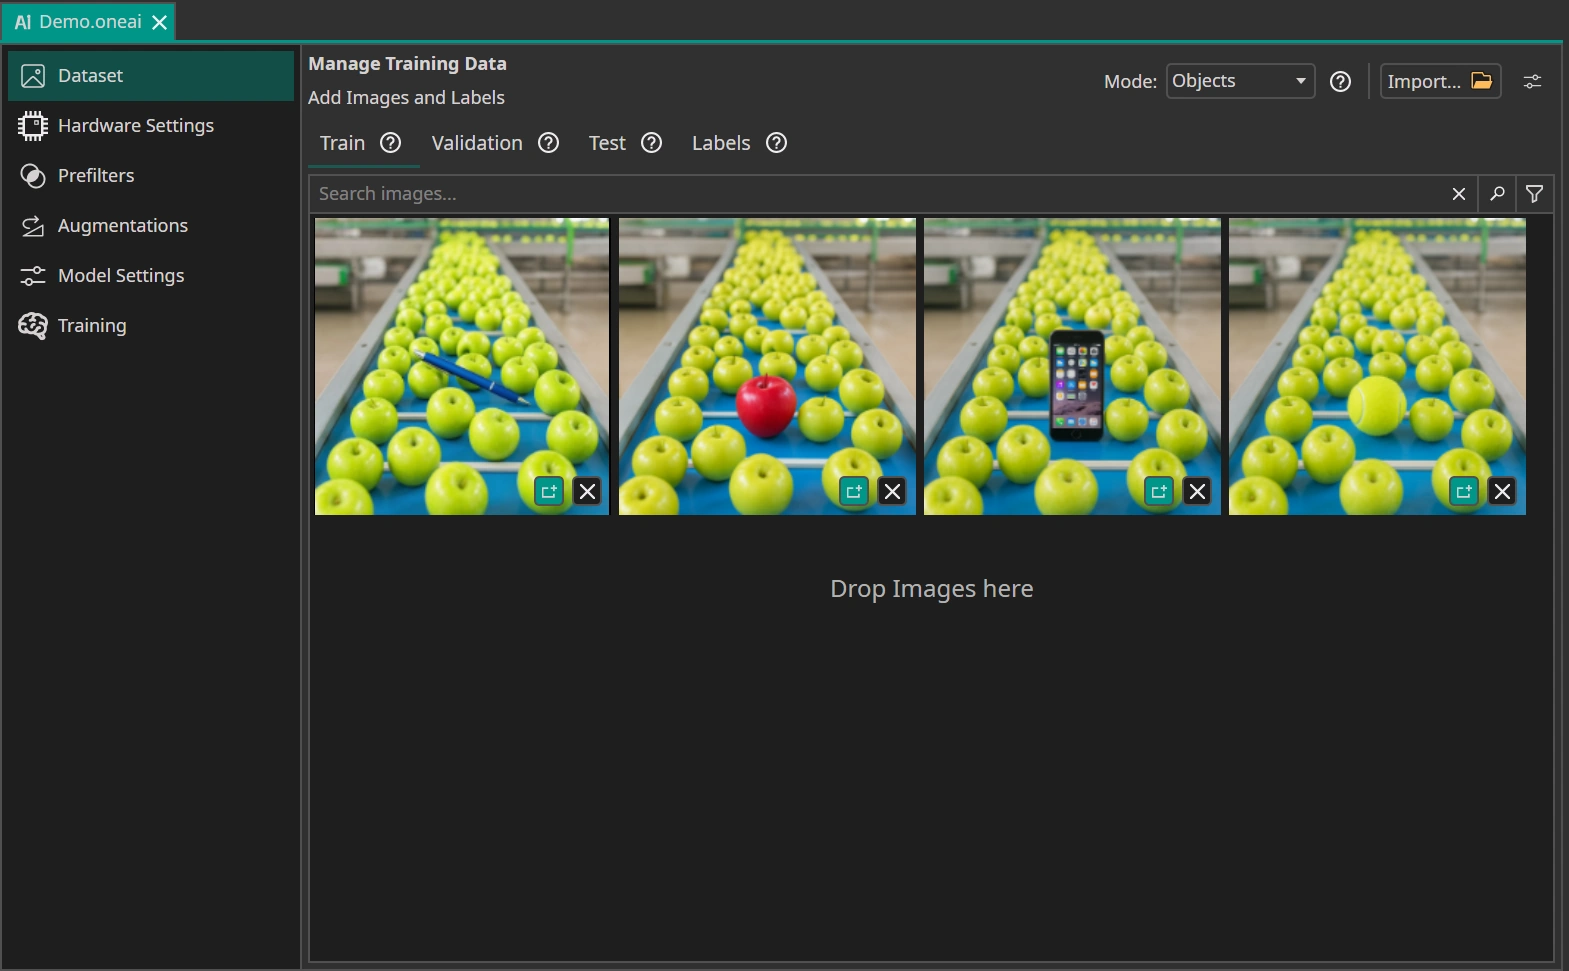 AI Demo.oneai
Dataset
Hardware Settings
Prefilters
Augmentations
Model Settings
Training
Manage Training Data
Add Images and Labels
Mode: Objects
Import...
Train
Validation
Test
Labels
Search images...
Drop Images here